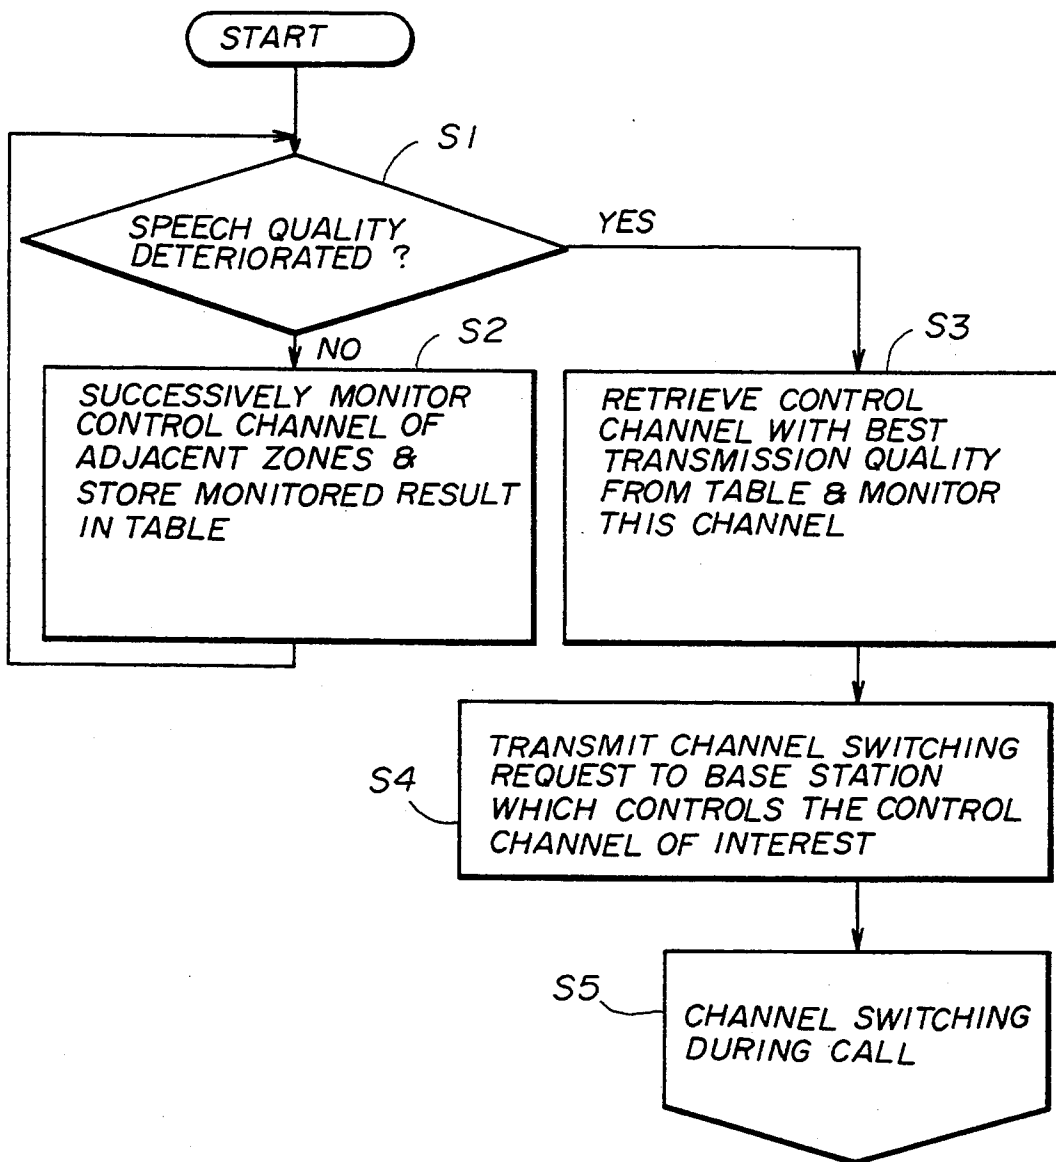 START
S1
SPEECH QUALITY
DETERIORATED ?
YES
NO
S2
SUCCESSIVELY MONITOR
CONTROL CHANNEL OF
ADJACENT ZONES &
STORE MONITORED RESULT
IN TABLE
S3
RETRIEVE CONTROL
CHANNEL WITH BEST
TRANSMISSION QUALITY
FROM TABLE & MONITOR
THIS CHANNEL
S4
TRANSMIT CHANNEL SWITCHING
REQUEST TO BASE STATION
WHICH CONTROLS THE CONTROL
CHANNEL OF INTEREST
S5
CHANNEL SWITCHING
DURING CALL